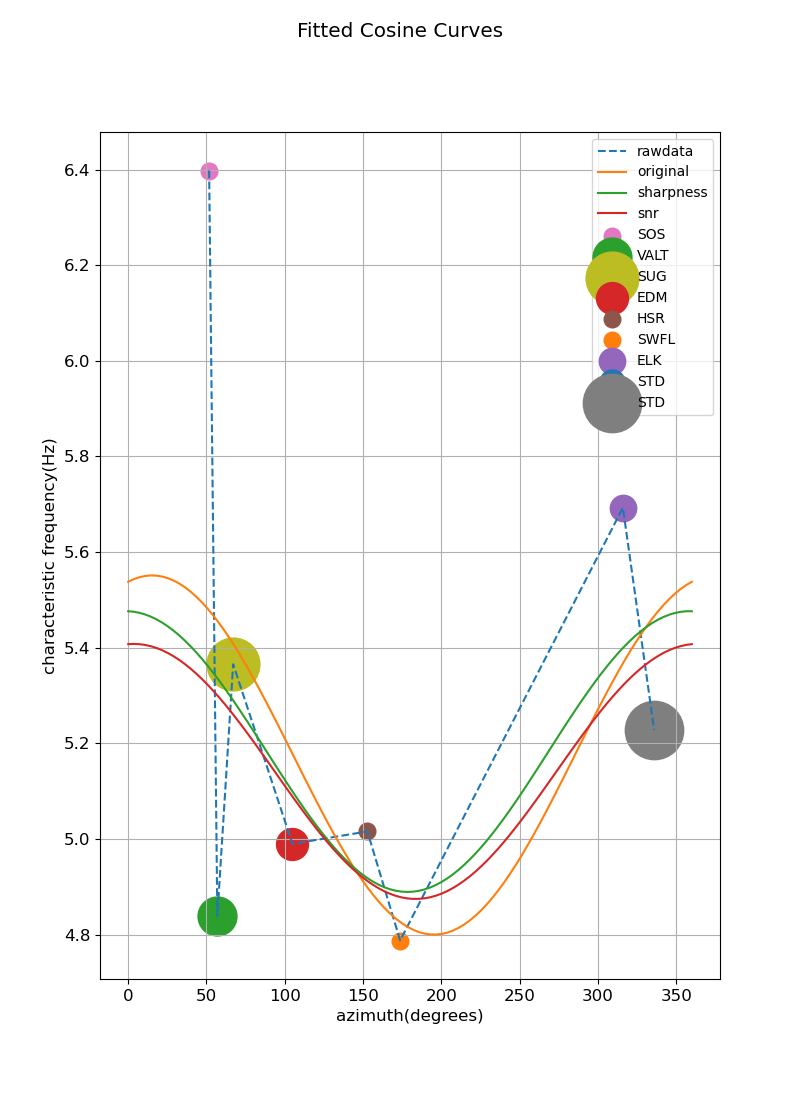 Fitted Cosine Curves
rawdata
original
sharpness
snr
SOS
VALT
SUG
EDM
HSR
SWFL
ELK
STD
STD
6.4
6.2
6.0
5.8
5.6
5.4
5.2
5.0
4.8
characteristic frequency(Hz)
0 50 100 150 200 250 300 350
azimuth(degrees)